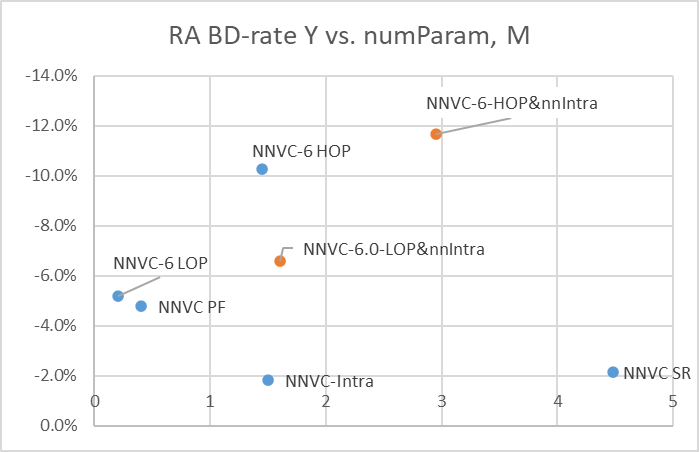 RA BD-rate Y vs. numParam, M
-14.0%
NNVC-6-HOP&nnIntra
-12.0%
NNVC-6 HOP
-10.0%
-8.0%
NNVC-6.0-LOP&nnIntra
NNVC-6 LOP
-6.0%
NNVC PF
-4.0%
-2.0%
NNVC-Intra
NNVC SR
0 1 2 3 4 5
0.0%